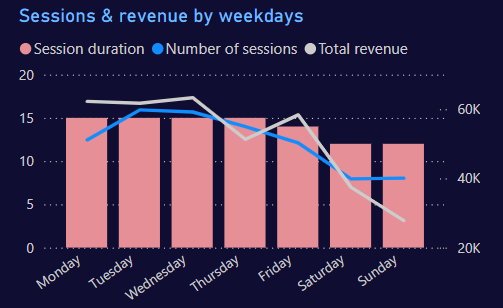 Sessions & revenue by weekdays
Session duration Number of sessions Total revenue
20
15
10
5
0
60K
40K
20K
Monday Tuesday Wednesday Thursday Friday Saturday Sunday